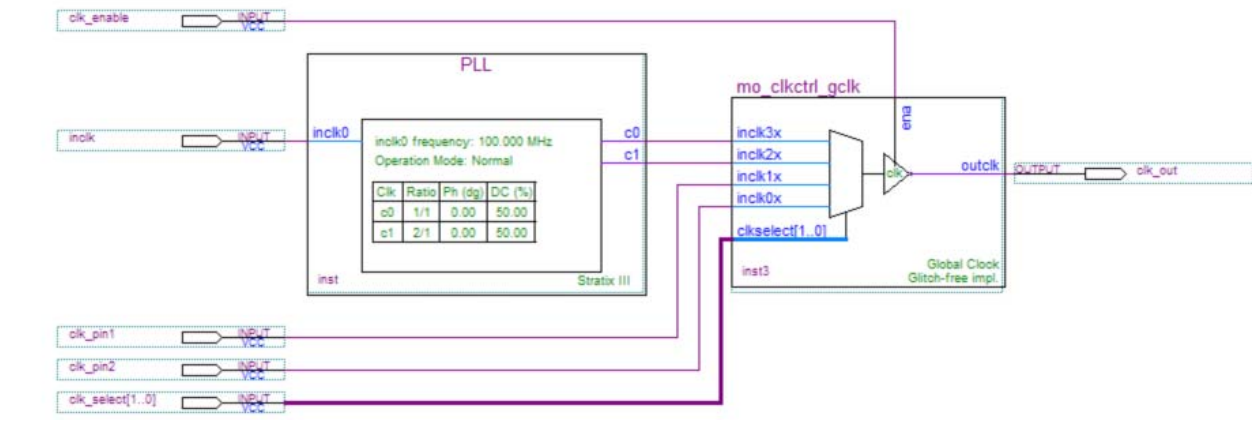 clk_enable INPUT VCC
PLL
mo_clkctrl_gclk
inclk INPUT VCC
inclk0
inclk0 frequency: 100.000 MHz
Operation Mode: Normal
Clk Ratio Ph (dg) DC (%)
c0 1/1 0.00 50.00
c1 2/1 0.00 50.00
c0
c1
inst
Stratix III
inclk3x
inclk2x
inclk1x
inclk0x
clkselect[1..0]
ena
clk
outclk
inst3
Global Clock
Glitch-free impl.
OUTPUT clk_out
clk_pin1 INPUT VCC
clk_pin2 INPUT VCC
clk_select[1..0] INPUT VCC